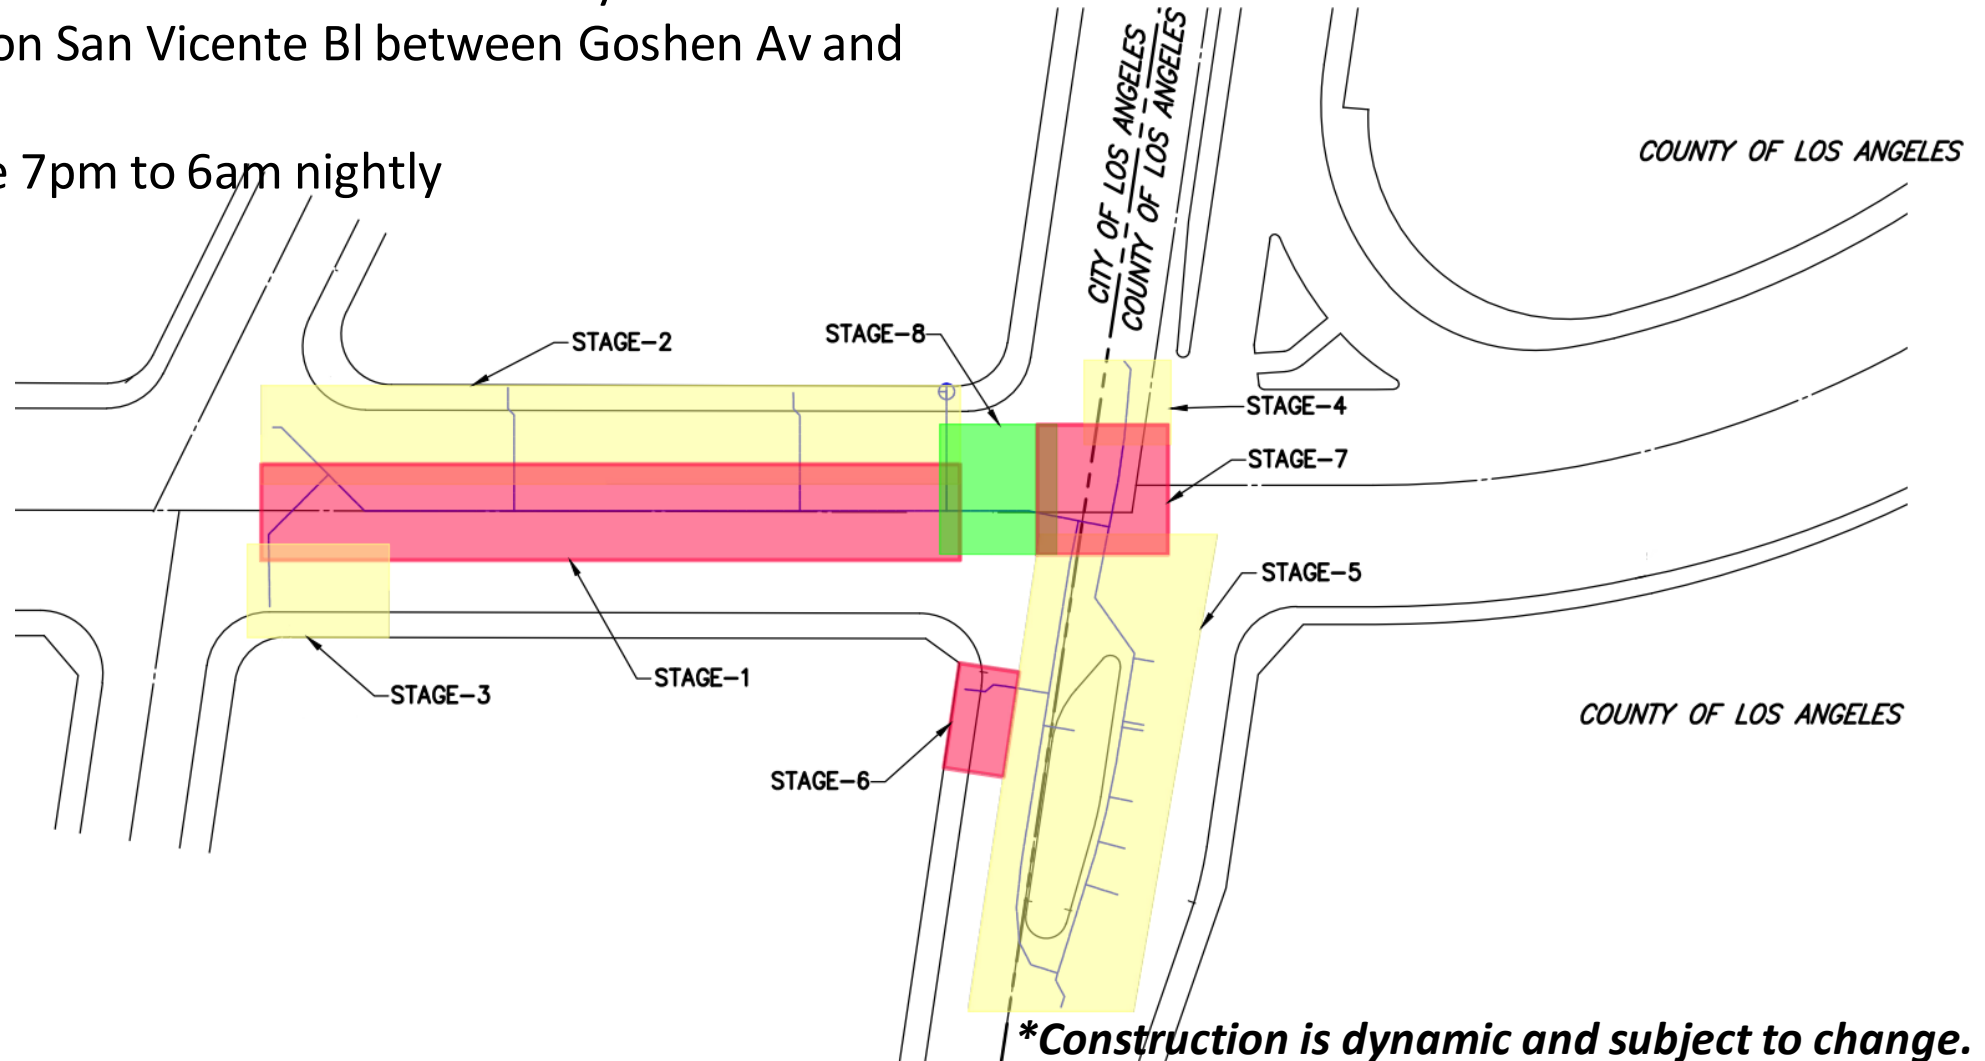 on San Vicente Bl between Goshen Av and
e 7pm to 6am nightly
CITY OF LOS ANGELES
COUNTY OF LOS ANGELES
COUNTY OF LOS ANGELES
STAGE-2
STAGE-8
STAGE-4
STAGE-7
STAGE-5
STAGE-1
STAGE-3
STAGE-6
COUNTY OF LOS ANGELES
*Construction is dynamic and subject to change.